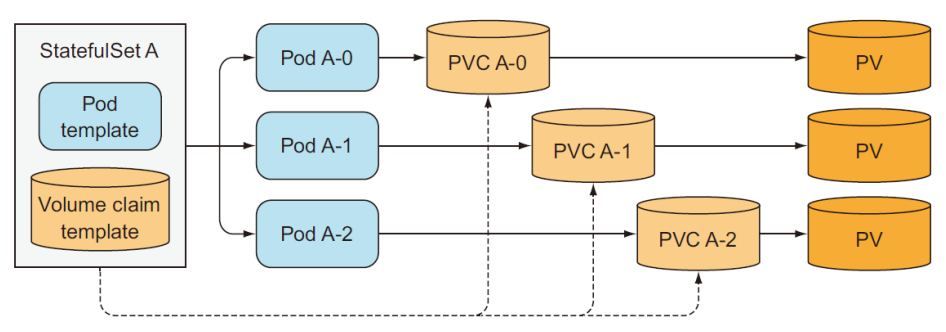 StatefulSet A
Pod
template
Volume claim
template
Pod A-0
PVC A-0
PV
Pod A-1
PVC A-1
PV
Pod A-2
PVC A-2
PV